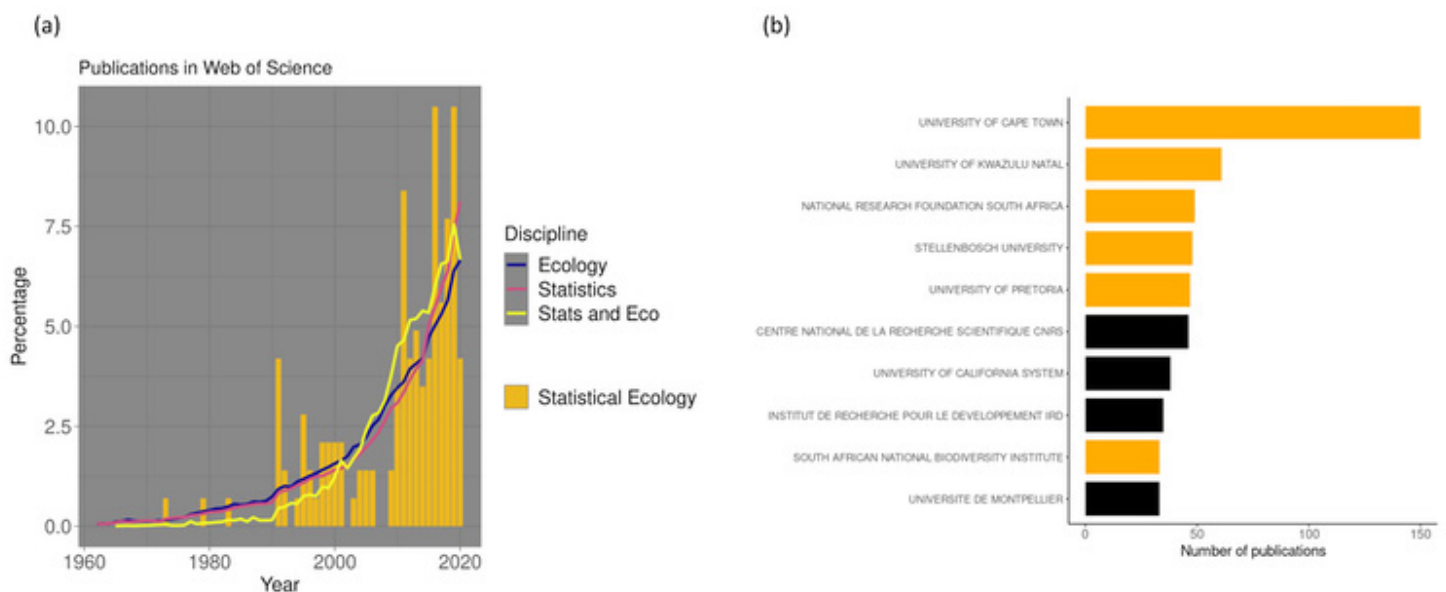 (a)
Publications in Web of Science
10.0
7.5
5.0
2.5
0.0
Percentage
1960
1980
2000
2020
Year
Discipline
Ecology
Statistics
Stats and Eco
Statistical Ecology
(b)
UNIVERSITY OF CAPE TOWN
UNIVERSITY OF KWAZULU NATAL
NATIONAL RESEARCH FOUNDATION SOUTH AFRICA
STELLENBOSCH UNIVERSITY
UNIVERSITY OF PRETORIA
CENTRE NATIONAL DE LA RECHERCHE SCIENTIFIQUE CNRS
UNIVERSITY OF CALIFORNIA SYSTEM
INSTITUT DE RECHERCHE POUR LE DEVELOPPEMENT IRD
SOUTH AFRICAN NATIONAL BIODIVERSITY INSTITUTE
UNIVERSITE DE MONTPELLIER
0
50
100
150
Number of publications